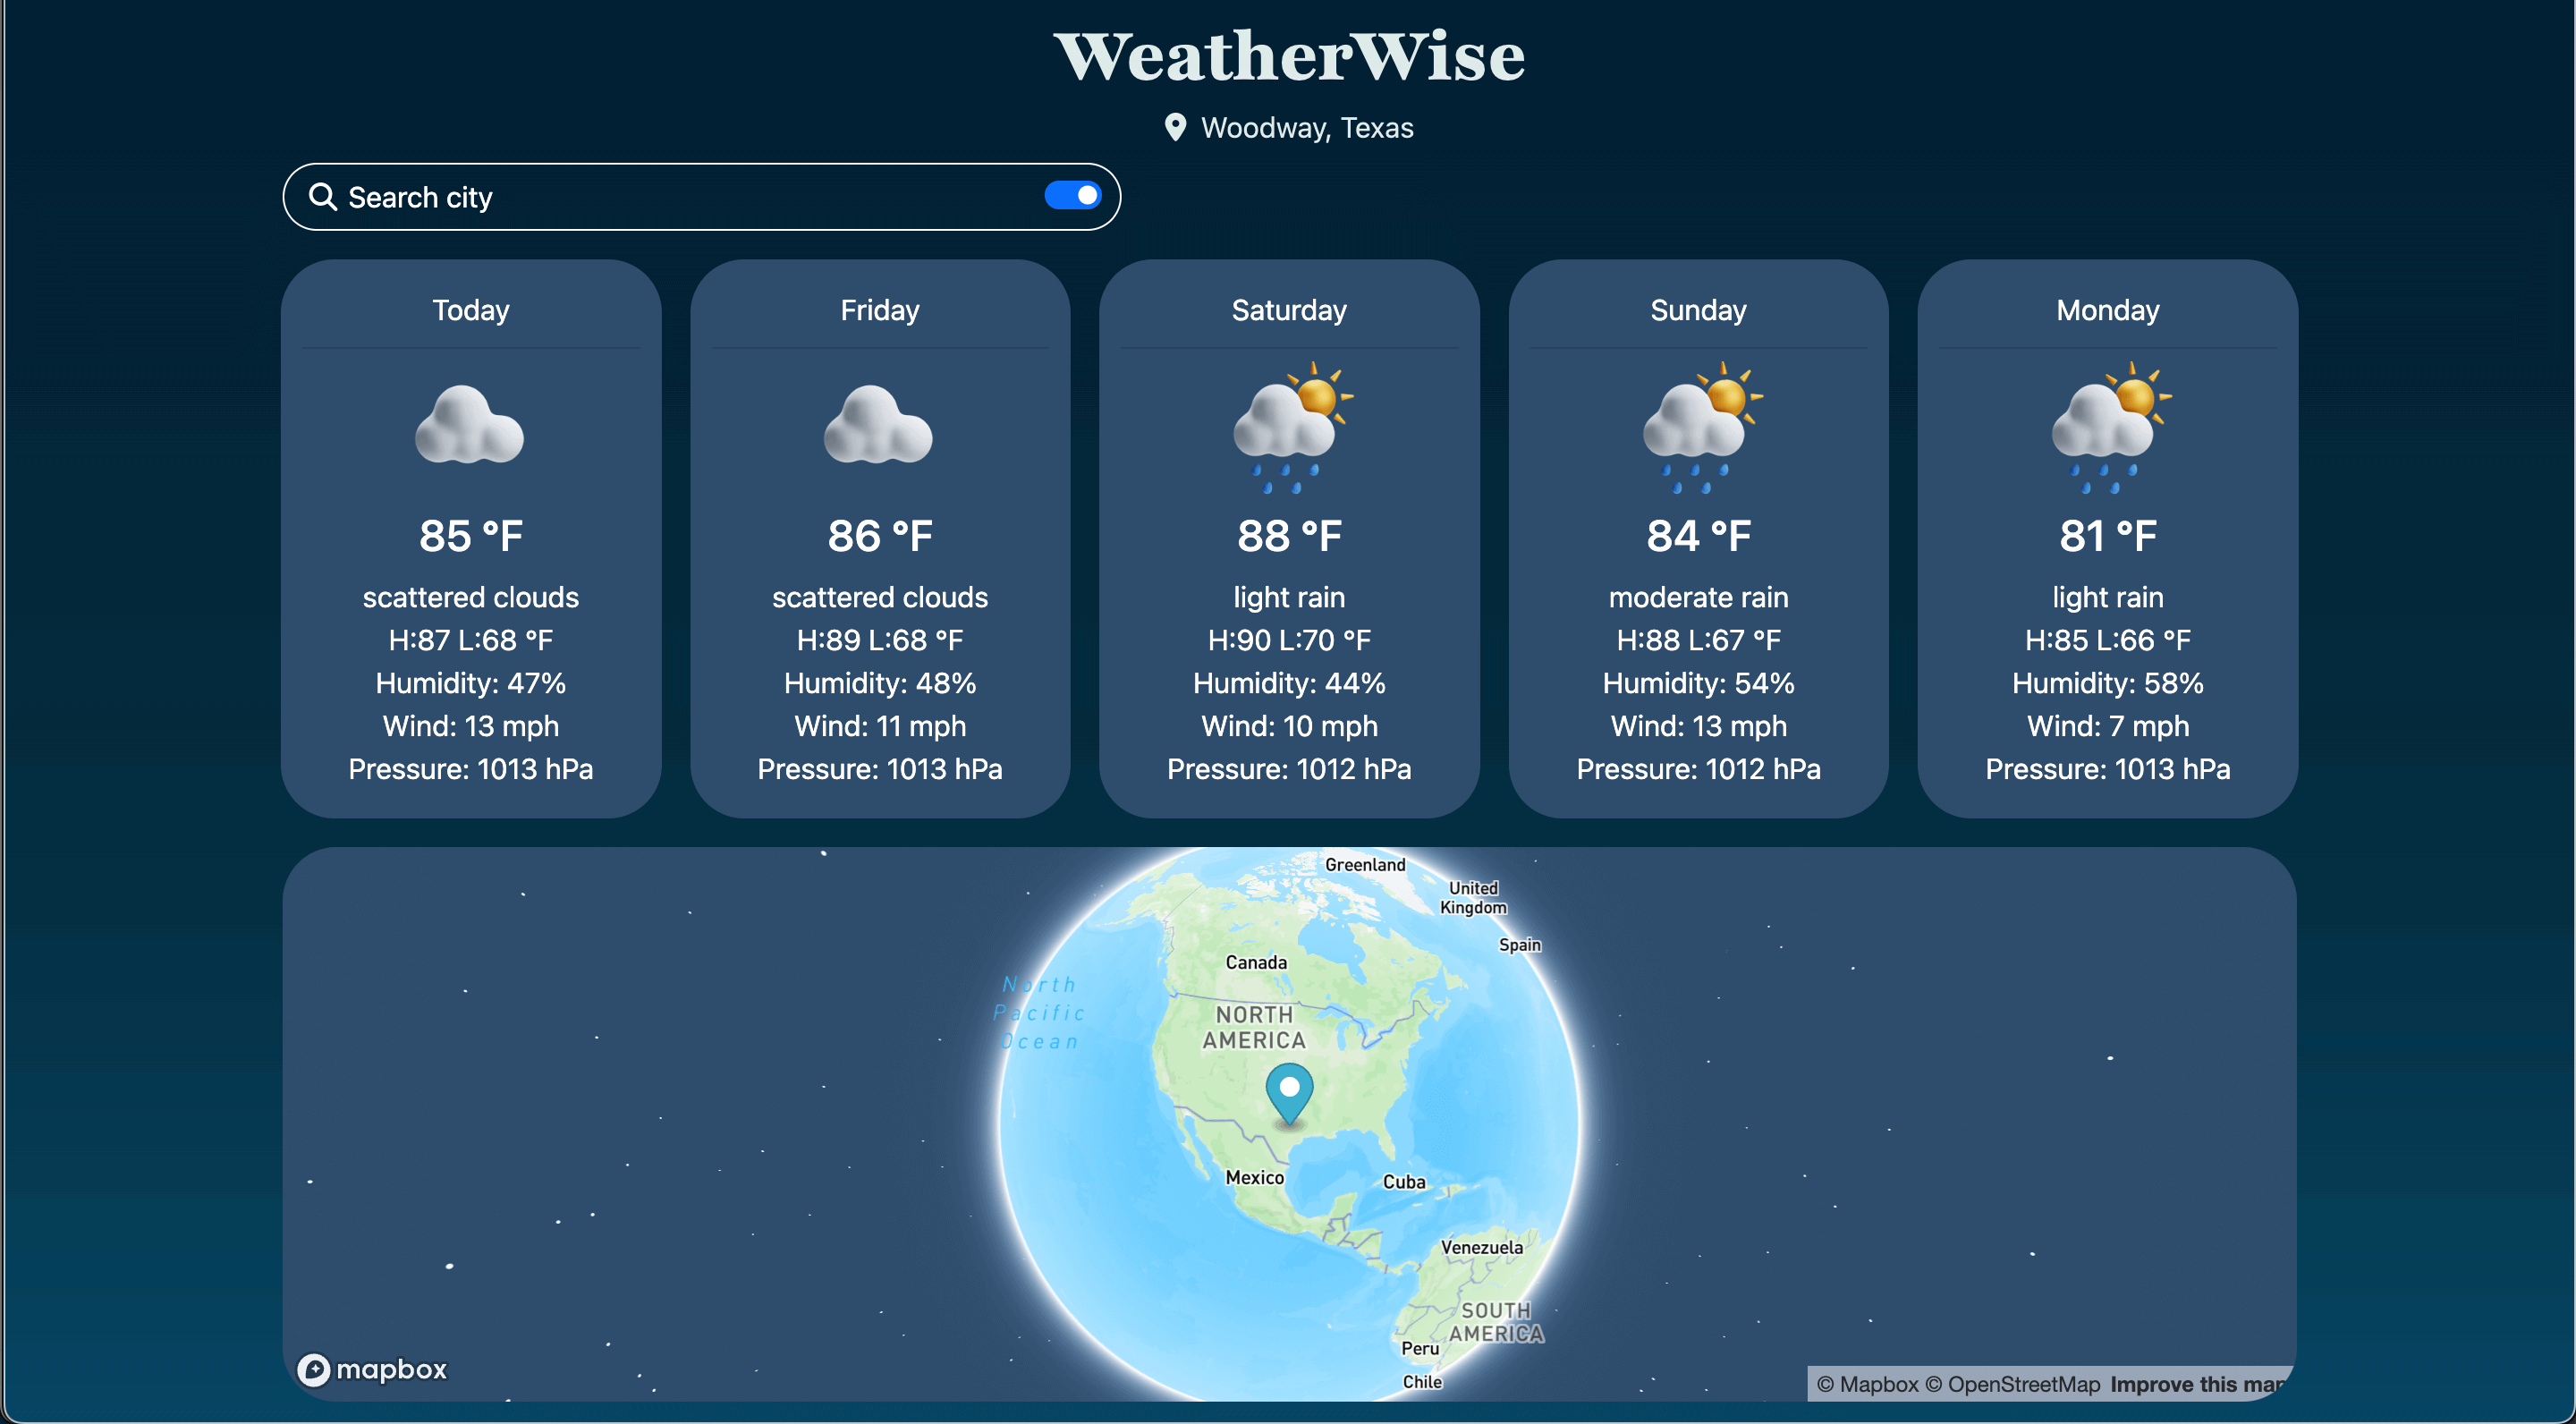 WeatherWise
Woodway, Texas
Search city
Today
85 °F
scattered clouds
H:87 L:68 °F
Humidity: 47%
Wind: 13 mph
Pressure: 1013 hPa
Friday
86 °F
scattered clouds
H:89 L:68 °F
Humidity: 48%
Wind: 11 mph
Pressure: 1013 hPa
Saturday
88 °F
light rain
H:90 L:70 °F
Humidity: 44%
Wind: 10 mph
Pressure: 1012 hPa
Sunday
84 °F
moderate rain
H:88 L:67 °F
Humidity: 54%
Wind: 13 mph
Pressure: 1012 hPa
Monday
81 °F
light rain
H:85 L:66 °F
Humidity: 58%
Wind: 7 mph
Pressure: 1013 hPa
Greenland
United
Kingdom
Spain
Canada
North
Pacific
Ocean
NORTH
AMERICA
Mexico
Cuba
Venezuela
SOUTH
AMERICA
Peru
Chile
mapbox
© Mapbox © OpenStreetMap Improve this map